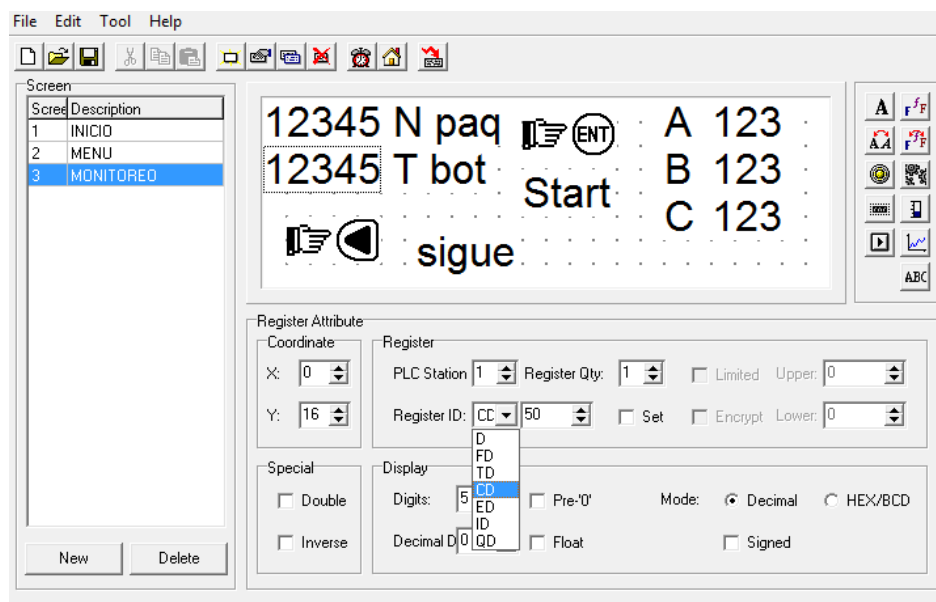 File Edit Tool Help
Screen
Scree Description
1 INICIO
2 MENU
3 MONITOREO
New Delete
12345 N paq ENT A 123
12345 T bot Start B 123
C 123
sigue
A FfF
A.A FfF
ABC
Register Attribute
Coordinate
X: 0
Y: 16
Register
PLC Station 1 Register Qty: 1 Limited Upper: 0
Register ID: CD 50 Set Encrypt Lower: 0
D
FD
TD
CD
ED
ID
QD
Special
Double
Inverse
Display
Digits: 5 Pre-'0' Mode: Decimal HEX/BCD
Decimal D 0 Float Signed